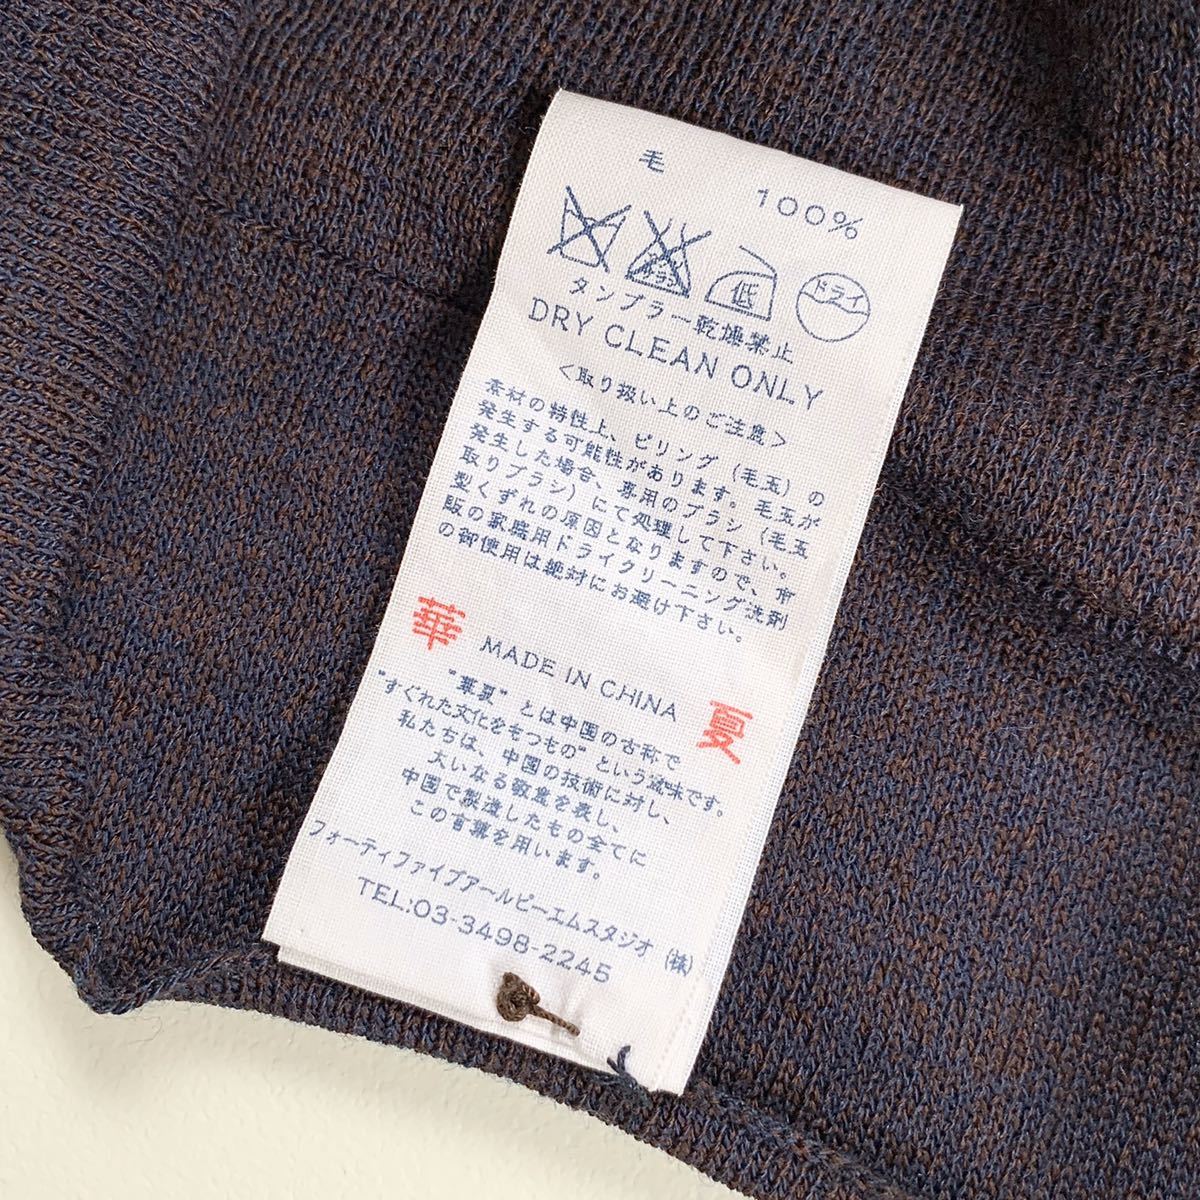 毛 100%
エンソサラシ 低 ドライ
タンブラー乾燥禁止
DRY CLEAN ONLY
<取り扱い上のご注意>
素材の特性上、ピリング（毛玉）の
発生する可能性があります。毛玉が
発生した場合、専用のブラシ（毛玉
取りブラシ）にて処理して下さい。
型くずれの原因となりますので、市
販の家庭用ドライクリーニング洗剤
の御使用は絶対にお避け下さい。
華 MADE IN CHINA 夏
"華夏" とは中国の古称で
"すぐれた文化をもつもの" という意味です。
私たちは、中国の技術に対し、
大いなる敬意を表し、
中国で製造したもの全てに
この言葉を用います。
フォーティファイブアールピーエムスタジオ（株）
TEL:03-3498-2245